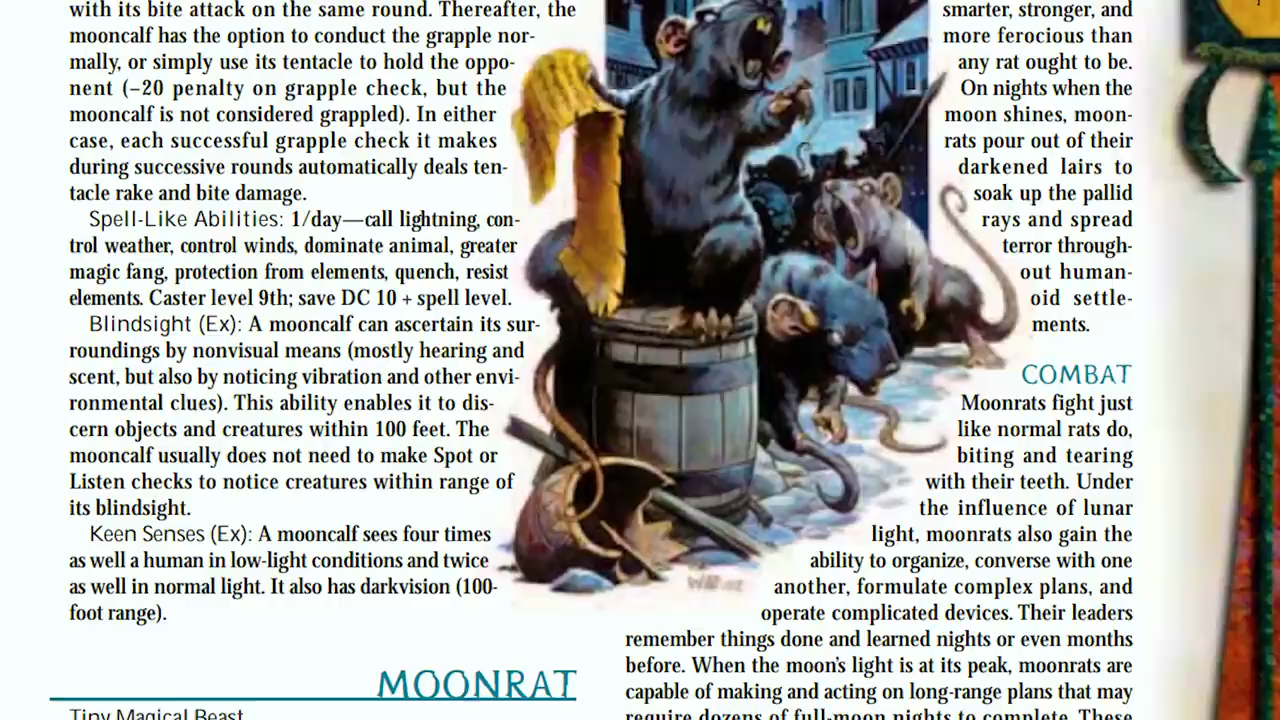 with its bite attack on the same round. Thereafter, the
mooncalf has the option to conduct the grapple nor-
mally, or simply use its tentacle to hold the oppo-
nent (–20 penalty on grapple check, but the
mooncalf is not considered grappled). In either
case, each successful grapple check it makes
during successive rounds automatically deals ten-
tacle rake and bite damage.
Spell-Like Abilities: 1/day—call lightning, con-
trol weather, control winds, dominate animal, greater
magic fang, protection from elements, quench, resist
elements. Caster level 9th; save DC 10 + spell level.
Blindsight (Ex): A mooncalf can ascertain its sur-
roundings by nonvisual means (mostly hearing and
scent, but also by noticing vibration and other envi-
ronmental clues). This ability enables it to dis-
cern objects and creatures within 100 feet. The
mooncalf usually does not need to make Spot or
Listen checks to notice creatures within range of
its blindsight.
Keen Senses (Ex): A mooncalf sees four times
as well a human in low-light conditions and twice
as well in normal light. It also has darkvision (100-
foot range).
MOONRAT
Tiny Magical Beast
smarter, stronger, and
more ferocious than
any rat ought to be.
On nights when the
moon shines, moon-
rats pour out of their
darkened lairs to
soak up the pallid
rays and spread
terror through-
out human-
oid settle-
ments.
COMBAT
Moonrats fight just
like normal rats do,
biting and tearing
with their teeth. Under
the influence of lunar
light, moonrats also gain the
ability to organize, converse with one
another, formulate complex plans, and
operate complicated devices. Their leaders
remember things done and learned nights or even months
before. When the moon's light is at its peak, moonrats are
capable of making and acting on long-range plans that may
require dozens of full-moon nights to complete. These